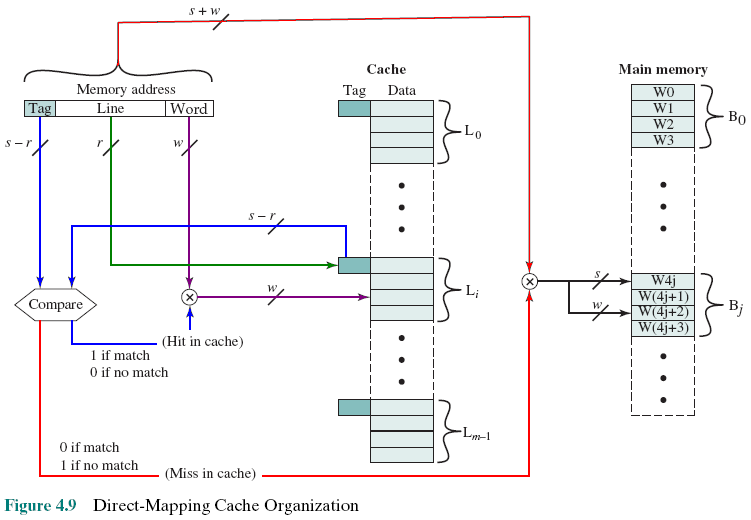 s + w
Cache
Main memory
Memory address
Tag Data
Tag Line Word
W0
W1
W2
W3
B0
L0
s – r
r
w
s – r
w
Li
s
w
W4j
W(4j+1)
W(4j+2)
W(4j+3)
Bj
Compare
(Hit in cache)
1 if match
0 if no match
Lm–1
0 if match
1 if no match
(Miss in cache)
Figure 4.9 Direct-Mapping Cache Organization